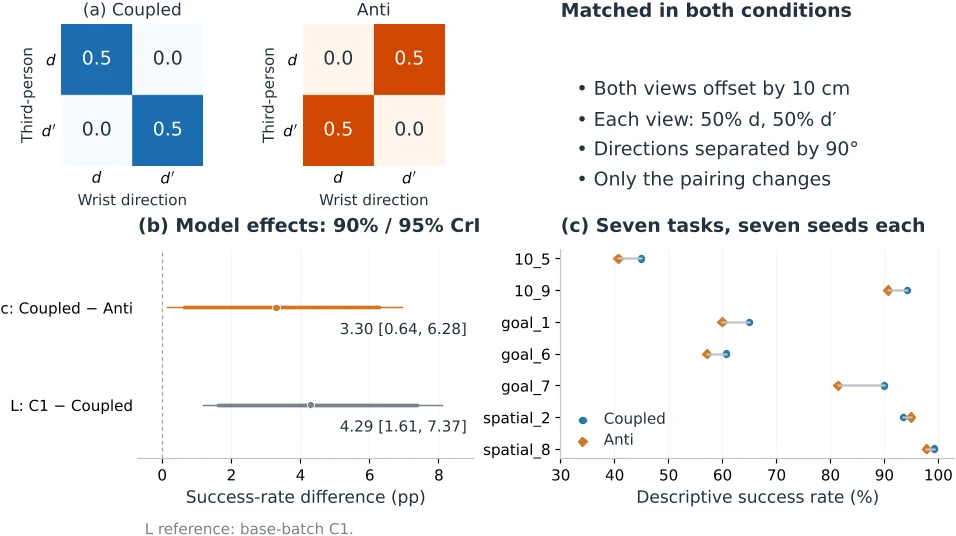 (a) Coupled
Anti
Matched in both conditions
Third-person
d
d′
0.5
0.0
0.0
0.5
d
d′
Wrist direction
Third-person
d
d′
0.0
0.5
0.5
0.0
d
d′
Wrist direction
• Both views offset by 10 cm
• Each view: 50% d, 50% d′
• Directions separated by 90°
• Only the pairing changes
(b) Model effects: 90% / 95% CrI
c: Coupled − Anti
3.30 [0.64, 6.28]
L: C1 − Coupled
4.29 [1.61, 7.37]
0 2 4 6 8
Success-rate difference (pp)
L reference: base-batch C1.
(c) Seven tasks, seven seeds each
10_5
10_9
goal_1
goal_6
goal_7
spatial_2
spatial_8
Coupled
Anti
30 40 50 60 70 80 90 100
Descriptive success rate (%)